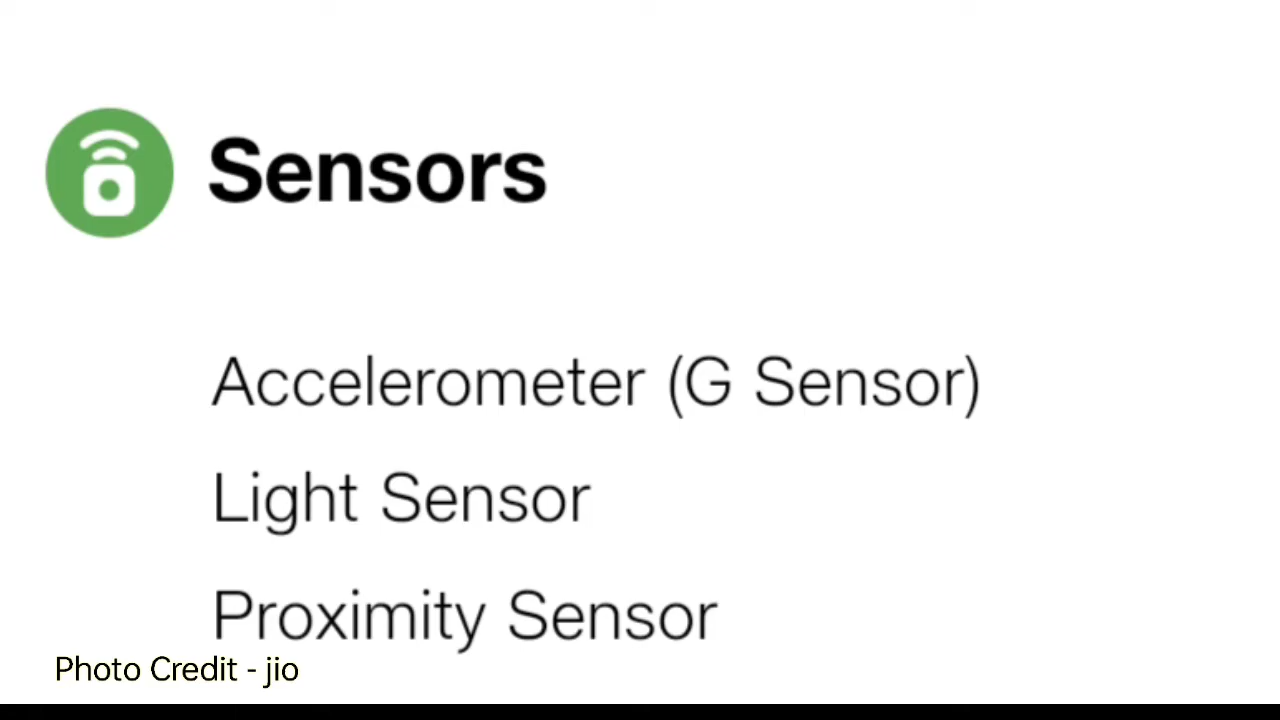 Sensors
Accelerometer (G Sensor)
Light Sensor
Proximity Sensor
Photo Credit - jio